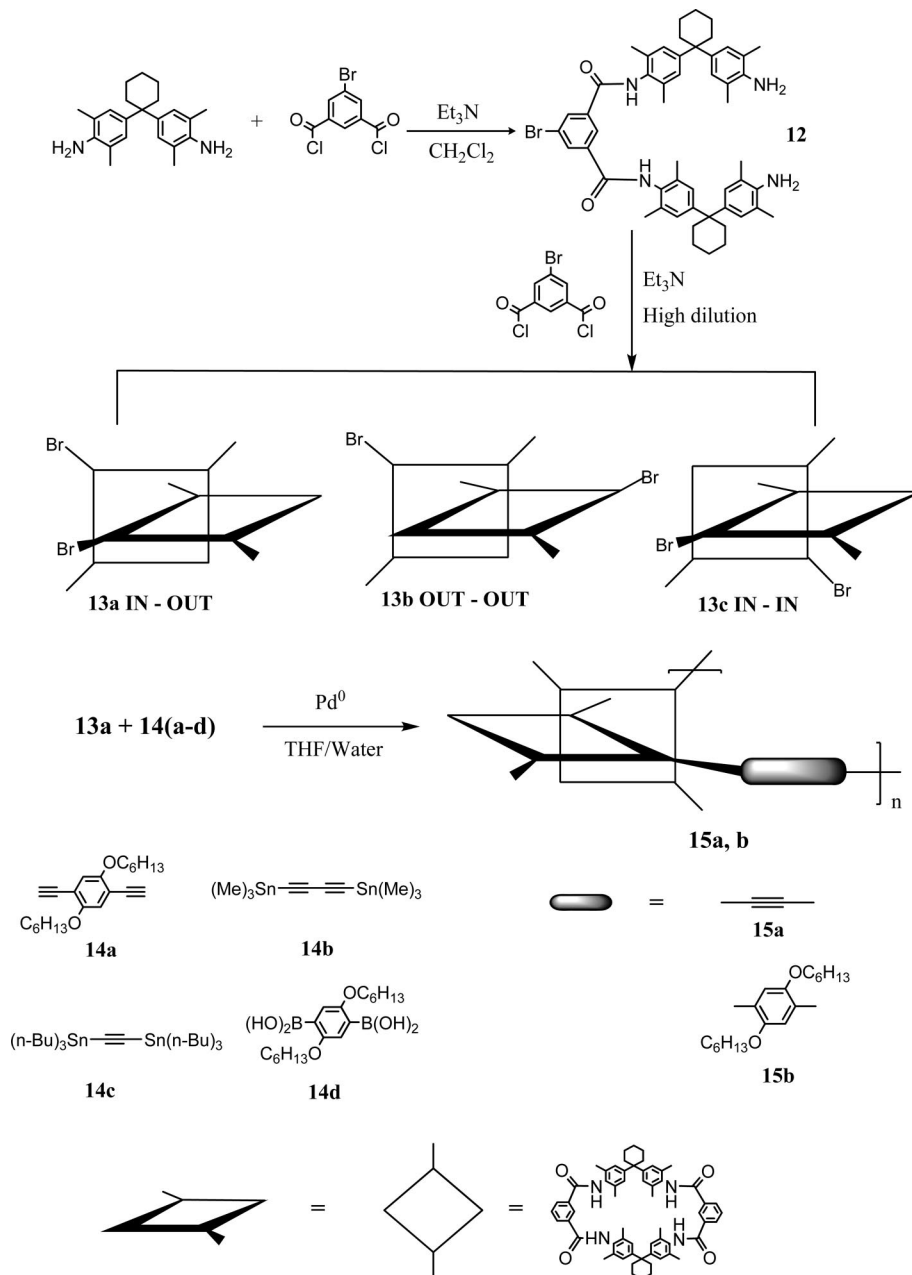 Br
O
O
Cl
Cl
H2N
NH2
+
Et3N
CH2Cl2
O
N
H
NH2
Br
12
H
N
O
NH2
Br
O
O
Cl
Cl
Et3N
High dilution
Br
Br
13a IN - OUT
Br
Br
13b OUT - OUT
Br
Br
13c IN - IN
13a + 14(a-d)
Pd0
THF/Water
n
15a, b
OC6H13
C6H13O
14a
(Me)3Sn
Sn(Me)3
14b
=
15a
(n-Bu)3Sn
Sn(n-Bu)3
14c
OC6H13
(HO)2B
B(OH)2
C6H13O
14d
OC6H13
C6H13O
15b
=
=
O
N
H
N
H
O
O
HN
N
H
O